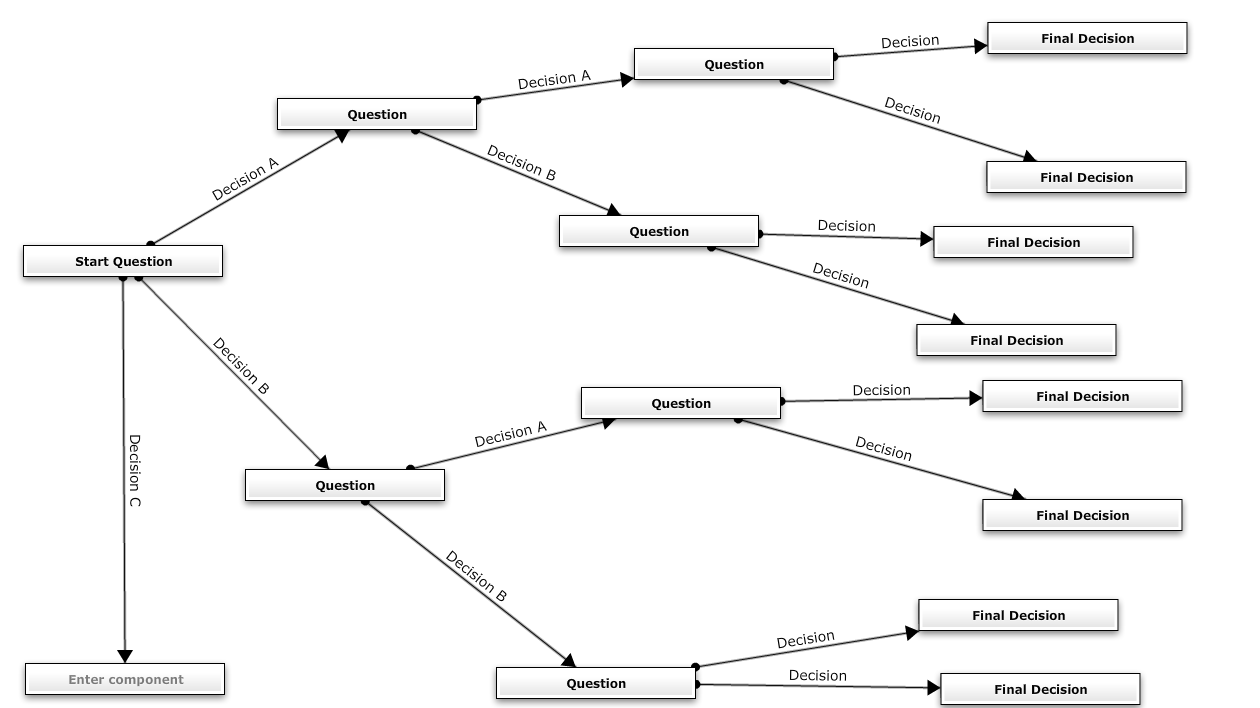 Final Decision
Decision
Question
Decision A
Decision
Question
Decision A
Decision B
Final Decision
Decision
Question
Final Decision
Start Question
Decision
Final Decision
Decision B
Decision
Final Decision
Question
Decision A
Decision
Decision C
Question
Final Decision
Decision B
Final Decision
Decision
Decision
Enter component
Question
Final Decision